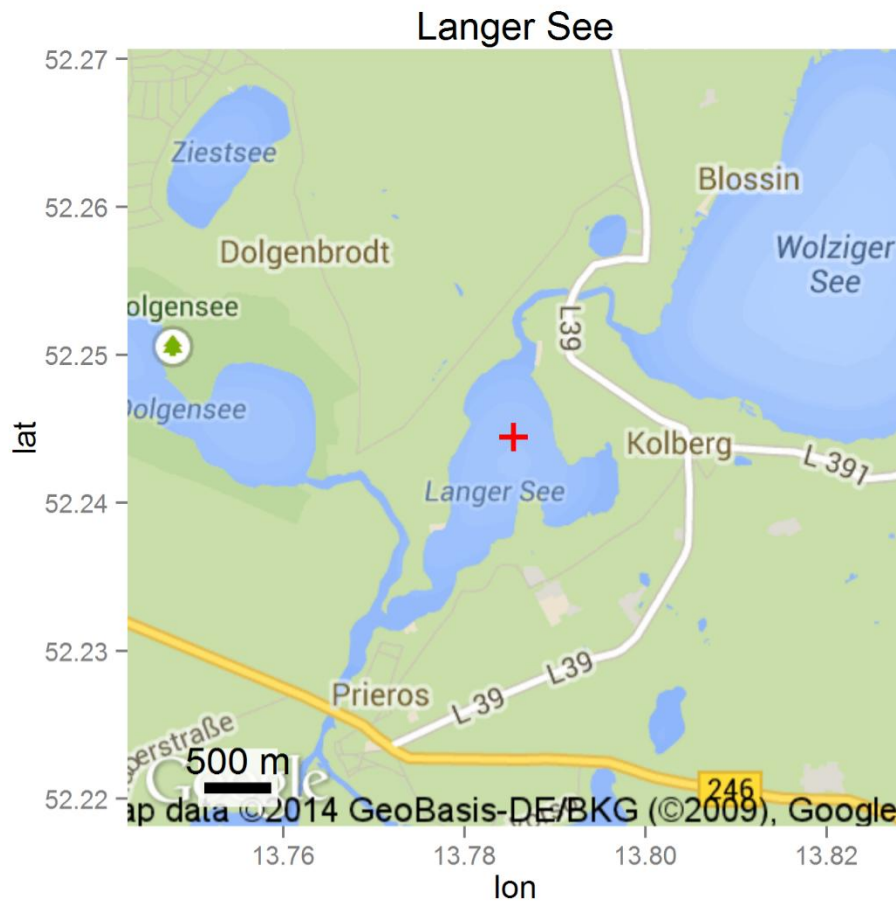 Langer See
52.27
Ziestsee
Blossin
52.26
Dolgenbrodt
Wolziger
See
olgensee
L39
52.25
Dolgensee
lat
Kolberg
L 391
52.24
Langer See
52.23
L39
Prieros
L 39
perstraße
500 m
Google
246
52.22
ap data ©2014 GeoBasis-DE/BKG (©2009), Google
13.76
13.78
13.80
13.82
lon